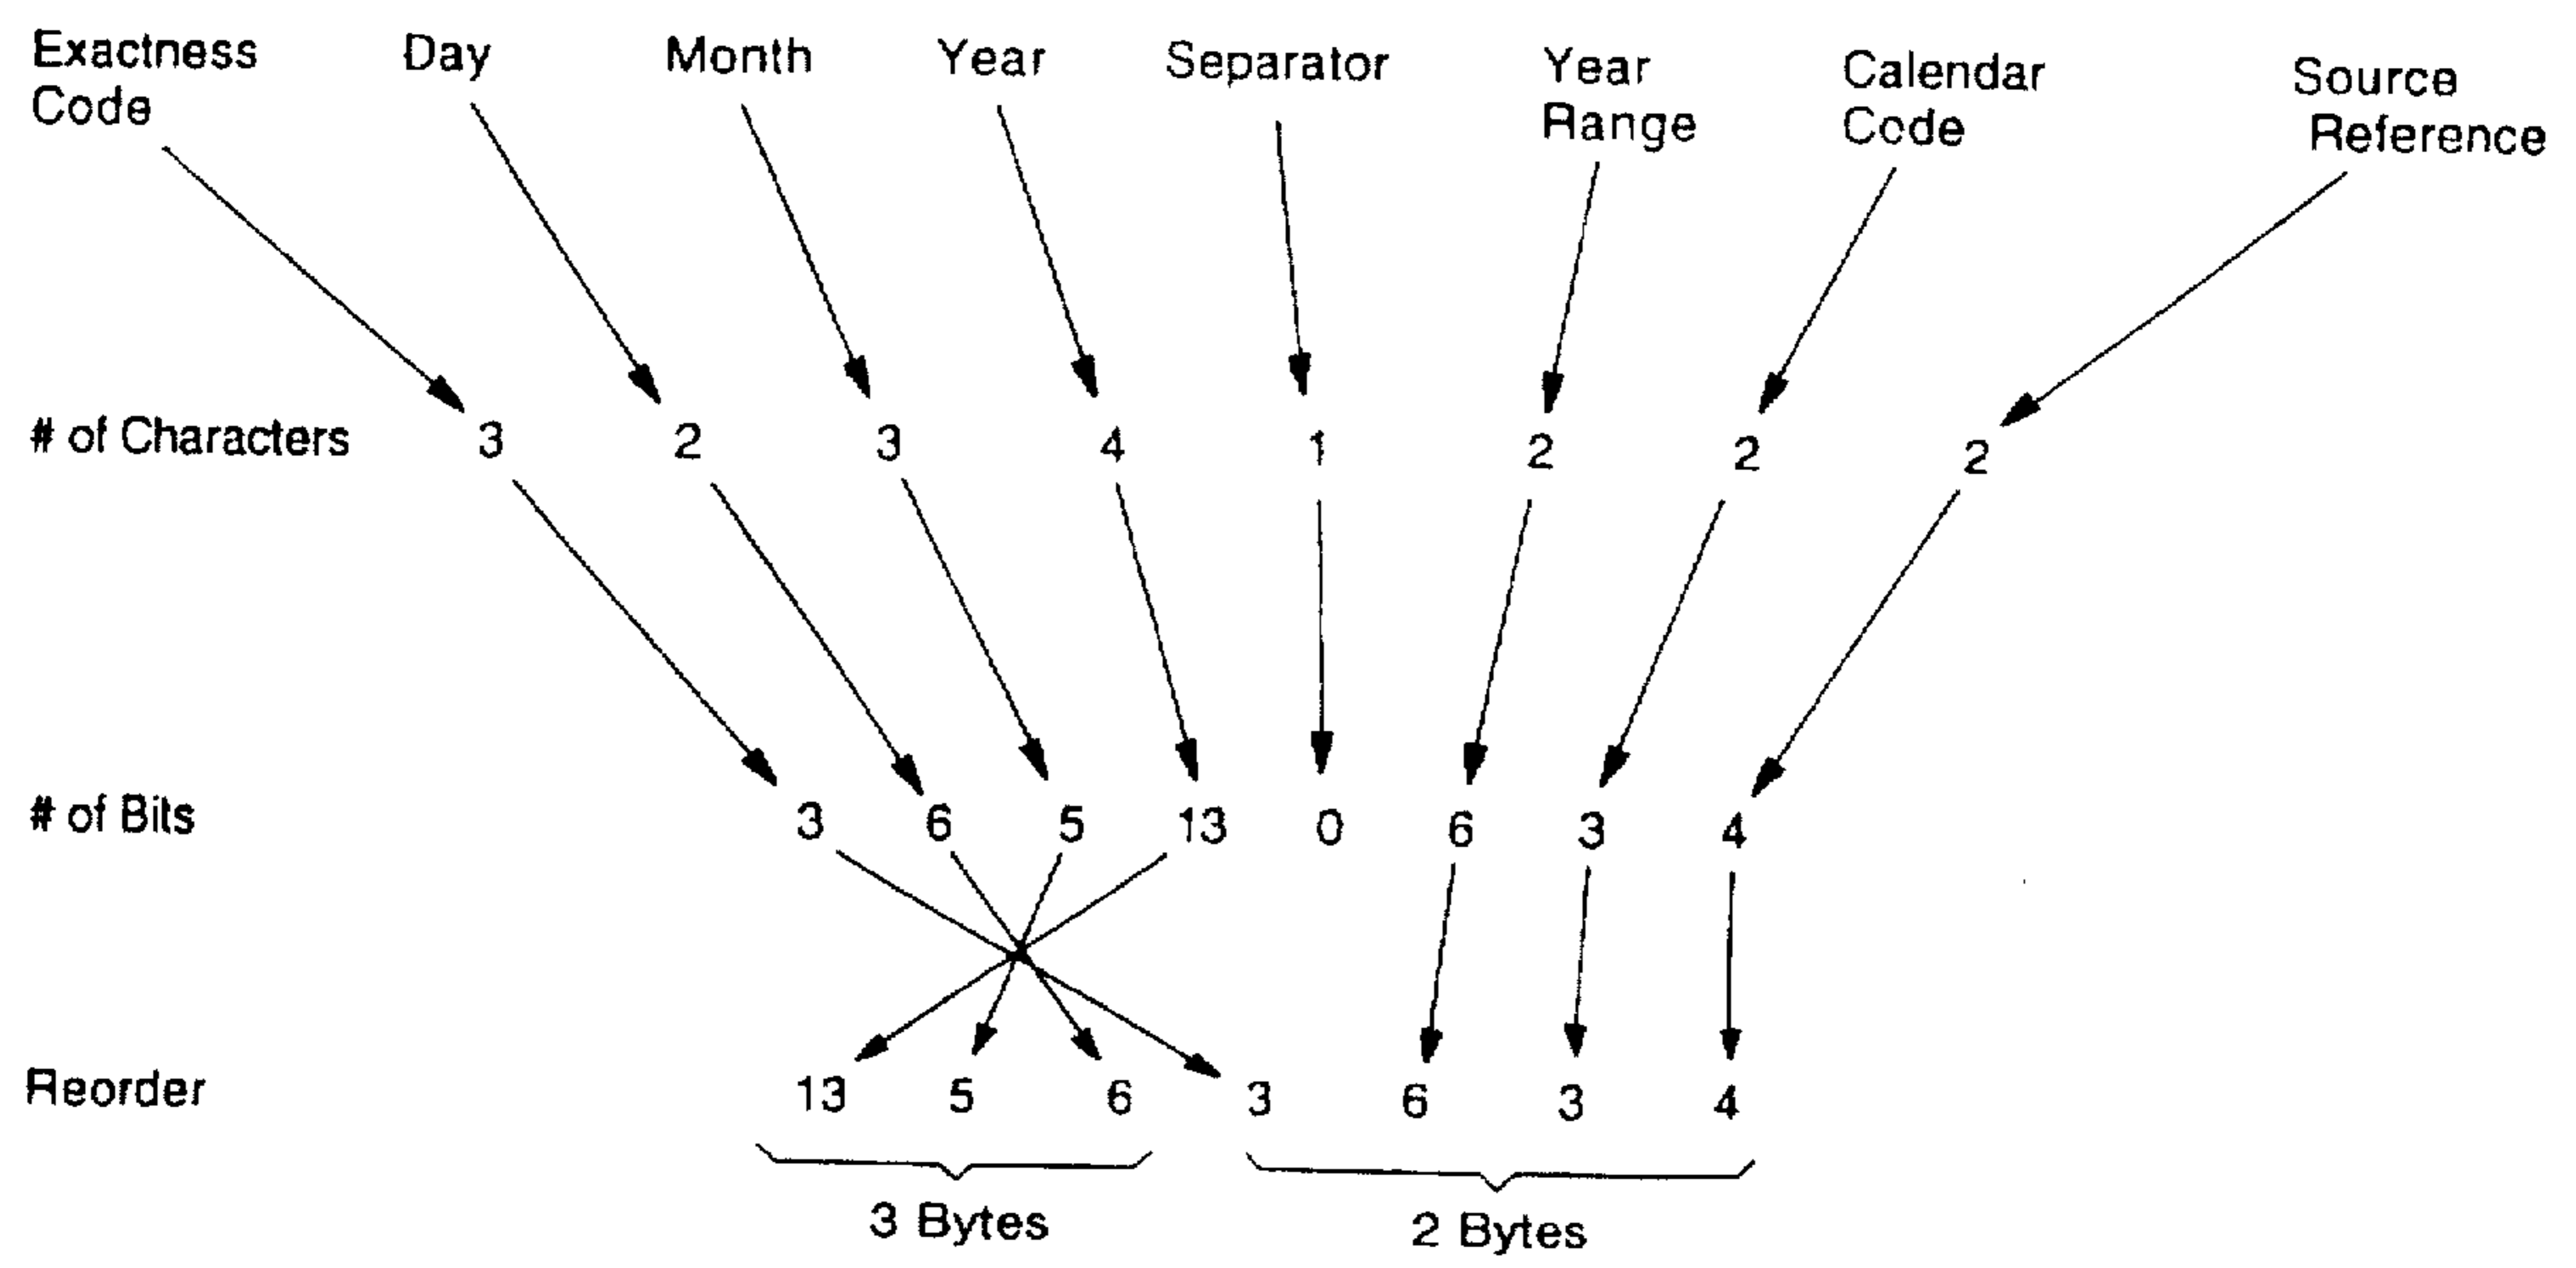 Exactness Day Month Year Separator Year Calendar Source
Code Range Code Reference
# of Characters 3 2 3 4 1 2 2 2
# of Bits 3 6 5 13 0 6 3 4
Reorder 13 5 6 3 6 3 4
3 Bytes 2 Bytes